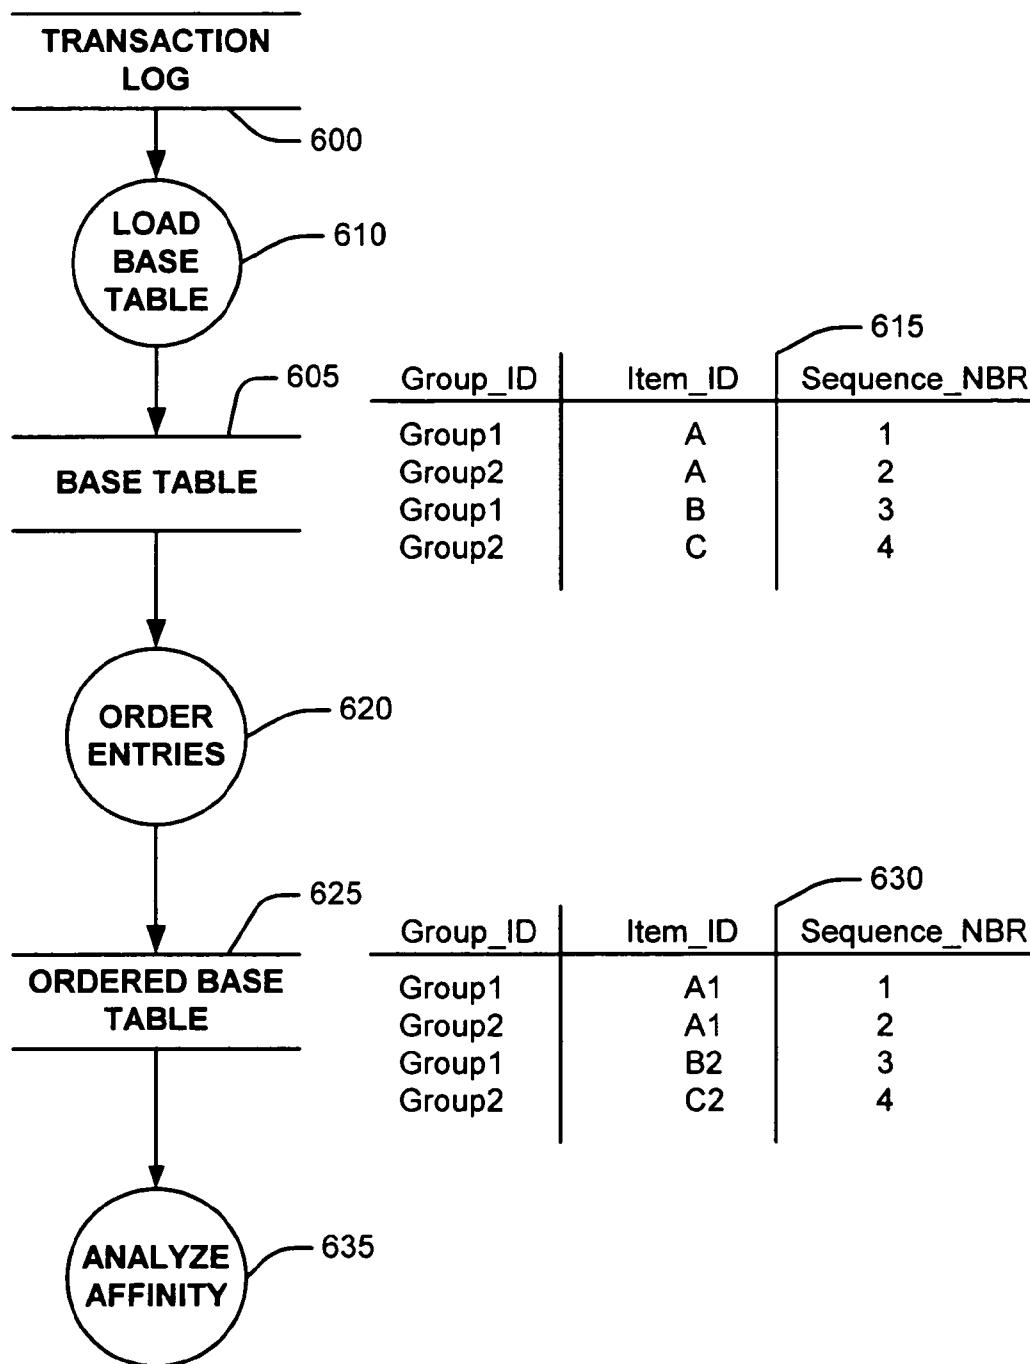 TRANSACTION
LOG
600
LOAD
BASE
TABLE
610
605
BASE TABLE
615
Group_ID Item_ID Sequence_NBR
Group1 A 1
Group2 A 2
Group1 B 3
Group2 C 4
ORDER
ENTRIES
620
625
ORDERED BASE
TABLE
630
Group_ID Item_ID Sequence_NBR
Group1 A1 1
Group2 A1 2
Group1 B2 3
Group2 C2 4
ANALYZE
AFFINITY
635